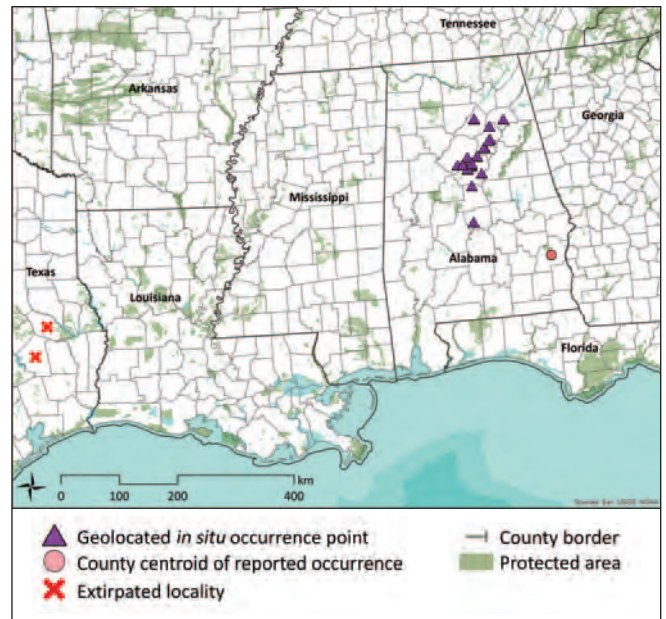 Tennessee
Arkansas
Georgia
Mississippi
Texas
Louisiana
Alabama
Florida
km
0 100 200 400
Sources: Esri, USGS, NOAA
Geolocated in situ occurrence point
County centroid of reported occurrence
Extirpated locality
County border
Protected area